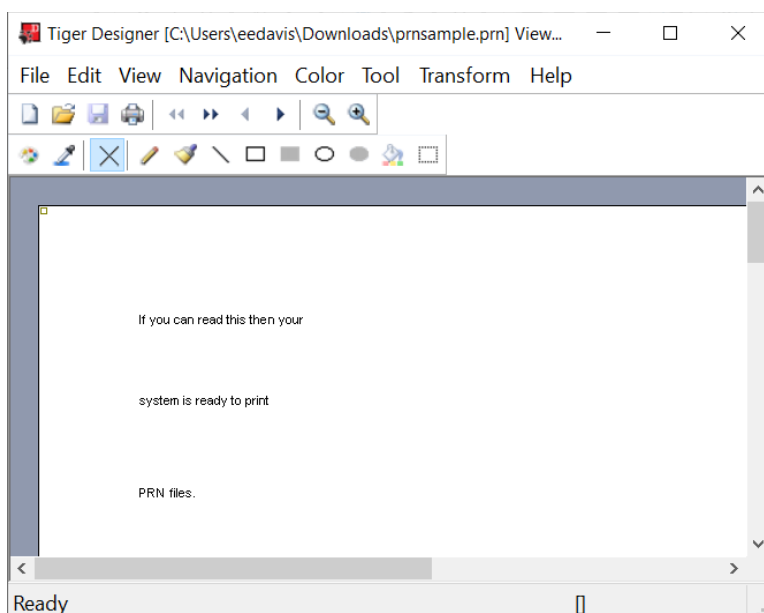 Tiger Designer [C:\Users\eedavis\Downloads\prnsample.prn] View...
File Edit View Navigation Color Tool Transform Help
If you can read this then your
system is ready to print
PRN files.
Ready []